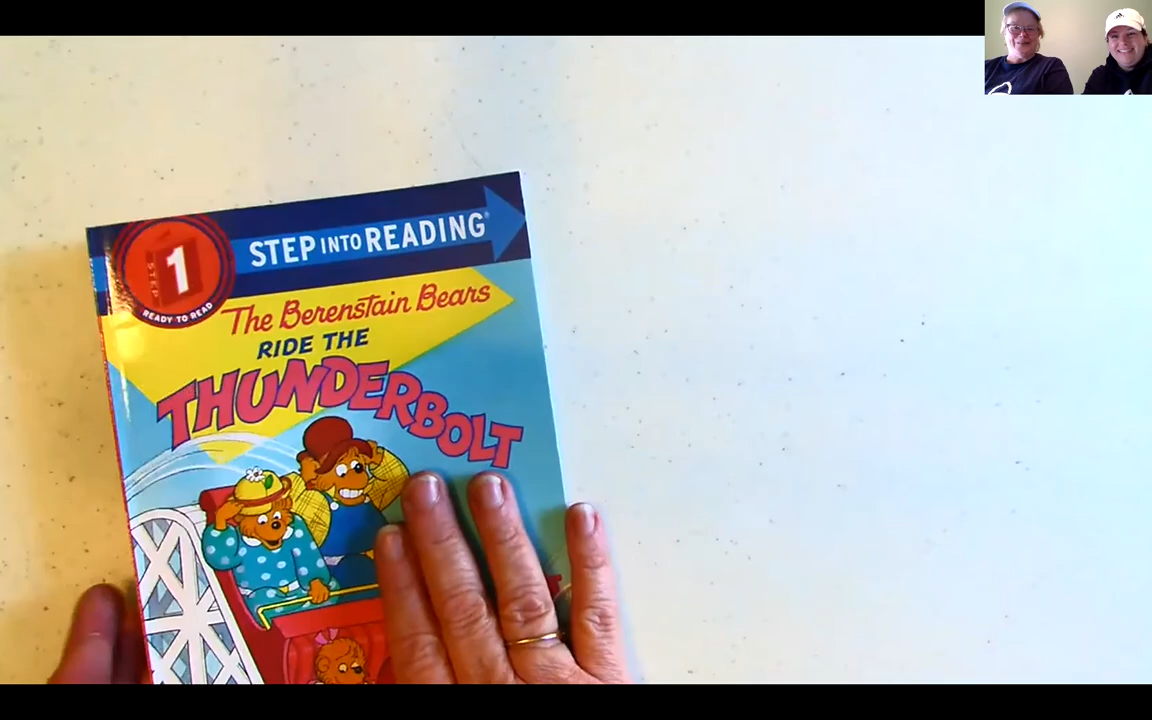 STEP INTO READING®
STEP
1
READY TO READ
The Berenstain Bears
RIDE THE
THUNDERBOLT